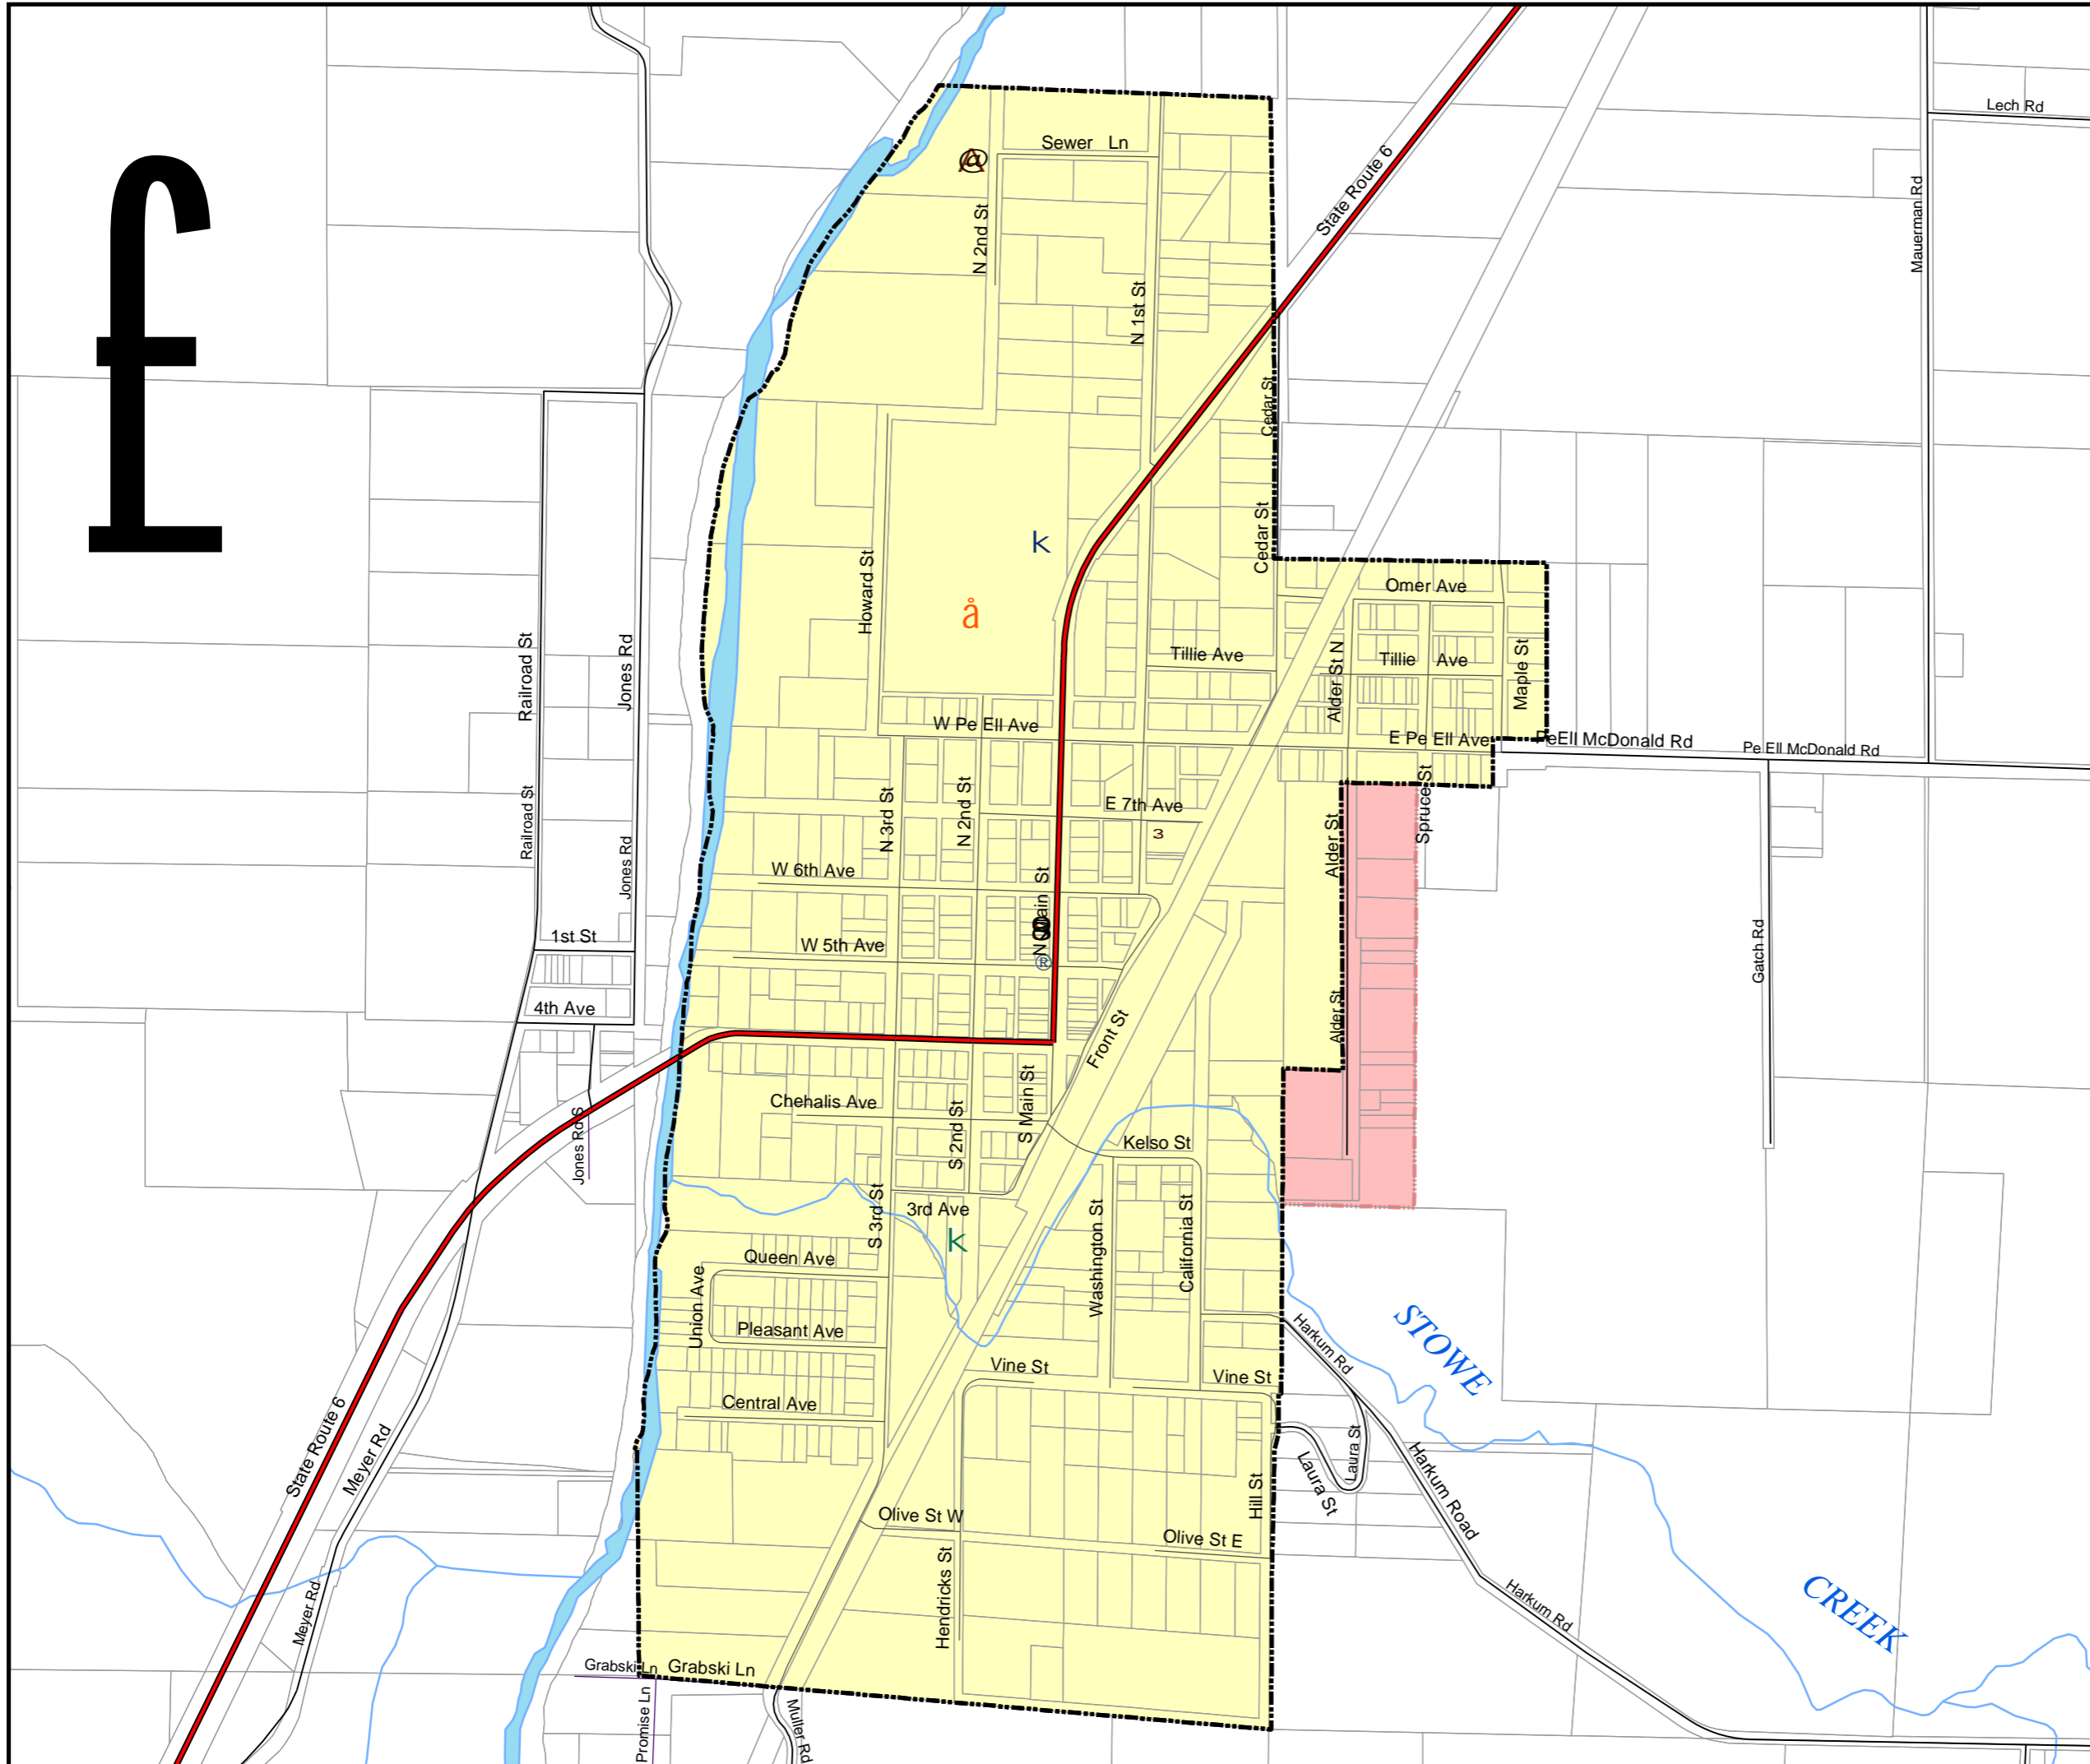 f
Lech Rd
Sewer Ln
A
@
State Route 6
Mauerman Rd
N 2nd St
N 1st St
Cedar St
k
Cedar St
Howard St
å
Omer Ave
Railroad St
Jones Rd
Tillie Ave
Alder St N
Tillie Ave
Maple St
W Pe Ell Ave
E Pe Ell Ave
PeEll McDonald Rd
Pe Ell McDonald Rd
N 3rd St
N 2nd St
E 7th Ave
3
Spruce St
Railroad St
Jones Rd
W 6th Ave
Alder St
N Main St
Gatch Rd
1st St
W 5th Ave
®
4th Ave
Alder St
Front St
Chehalis Ave
S Main St
S 2nd St
Jones Rd S
Kelso St
S 3rd St
3rd Ave
k
Washington St
California St
Queen Ave
Union Ave
Pleasant Ave
Harkum Rd
STOWE
Vine St
Vine St
Central Ave
State Route 6
Meyer Rd
Laura St
Laura St
Harkum Road
Hill St
Olive St W
Olive St E
Hendricks St
Meyer Rd
Harkum Rd
CREEK
Grabski Ln
Grabski Ln
Promise Ln
Muller Rd